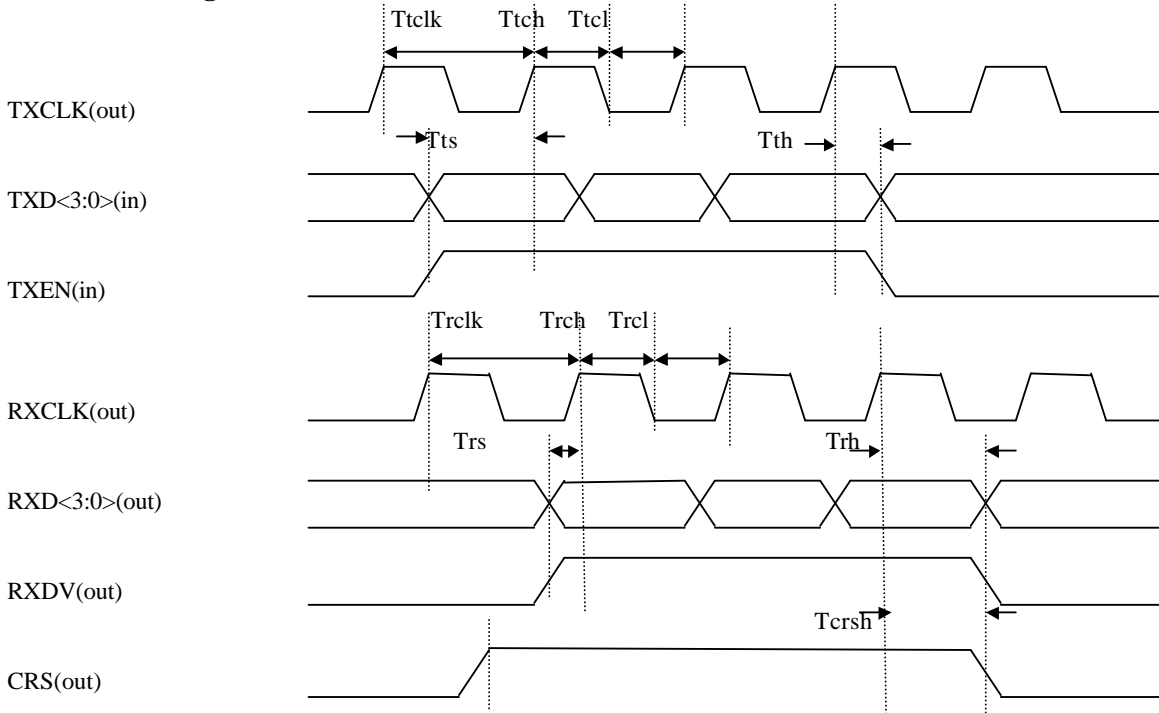 Ttclk Ttch Ttcl
TXCLK(out)
Tts Tth
TXD<3:0>(in)
TXEN(in)
Trclk Trch Trcl
RXCLK(out)
Trs Trh
RXD<3:0>(out)
RXDV(out)
Tcrsh
CRS(out)